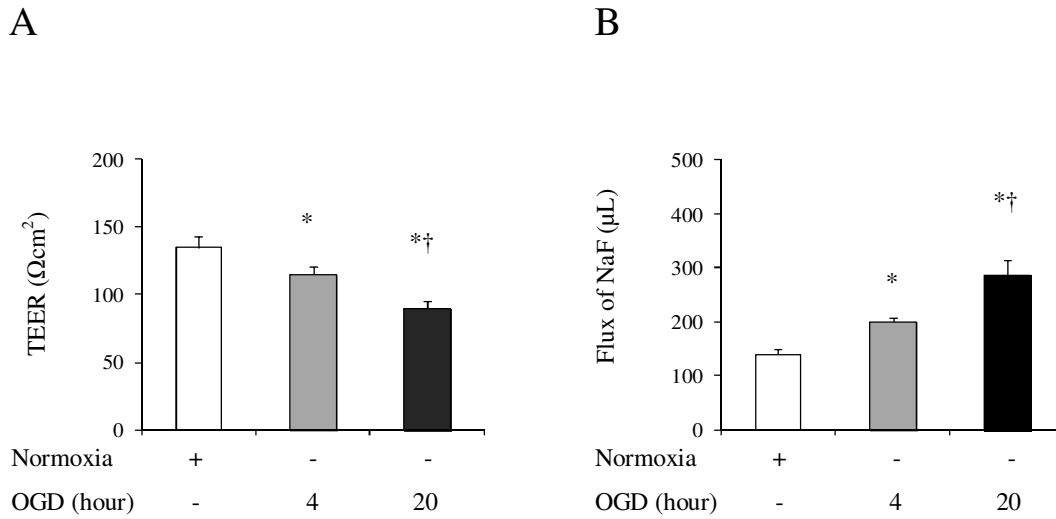 A
B
TEER (Ωcm²)
200
150
100
50
0
*
*†
Normoxia + - -
OGD (hour) - 4 20
Flux of NaF (μL)
500
400
300
200
100
0
*
*†
Normoxia + - -
OGD (hour) - 4 20